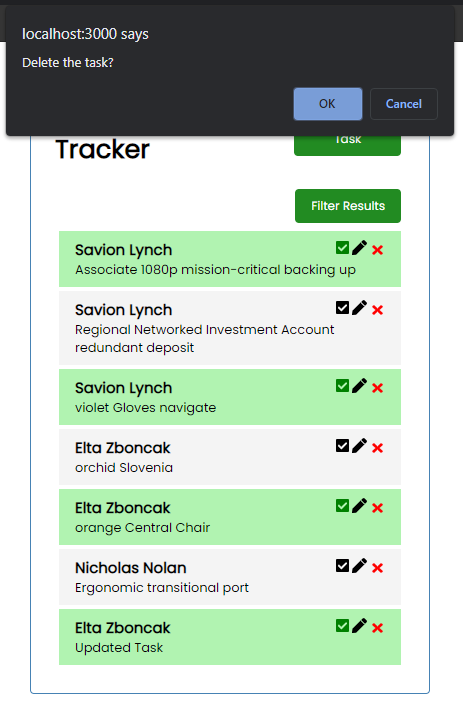 localhost:3000 says
Delete the task?
OK
Cancel
Tracker
Task
Filter Results
Savion Lynch
Associate 1080p mission-critical backing up
Savion Lynch
Regional Networked Investment Account
redundant deposit
Savion Lynch
violet Gloves navigate
Elta Zboncak
orchid Slovenia
Elta Zboncak
orange Central Chair
Nicholas Nolan
Ergonomic transitional port
Elta Zboncak
Updated Task